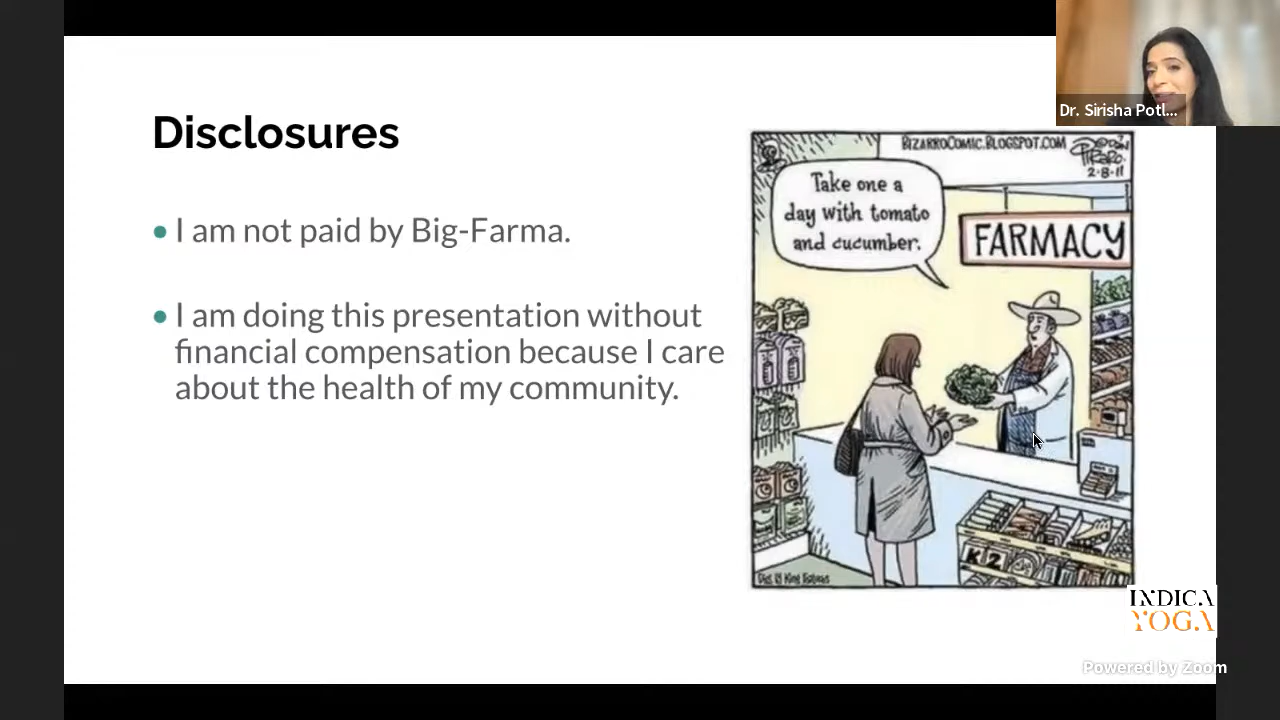 Dr. Sirisha Potl...
Disclosures
• I am not paid by Big-Farma.
• I am doing this presentation without
financial compensation because I care
about the health of my community.
BIZARROCOMIC.BLOGSPOT.COM
2-8-11
Take one a
day with tomato
and cucumber.
FARMACY
K2
INDICA
YOGA
Powered by Zoom